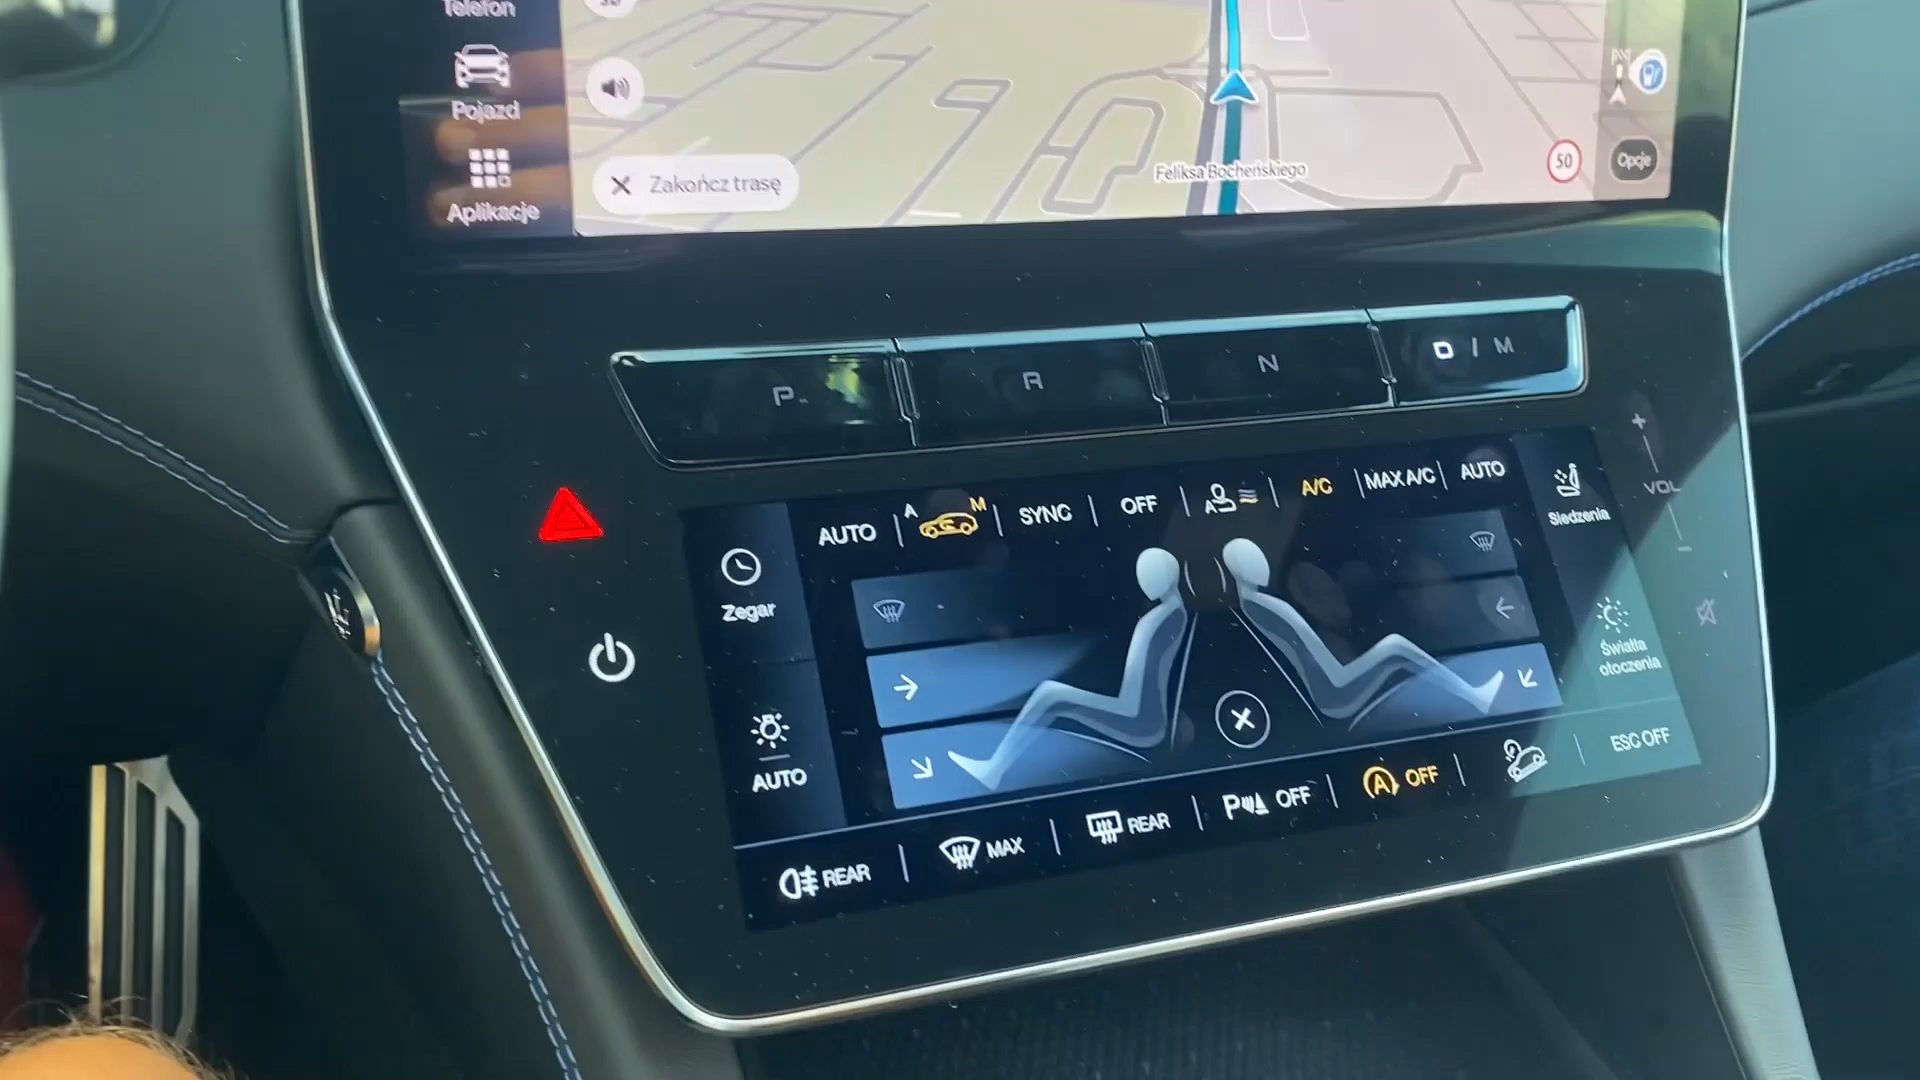 Telefon
Pojazd
Aplikacje
Zakończ trasę
Feliksa Bocheńskiego
50
Opcje
P
R
N
D / M
VOL
AUTO
A
M
SYNC
OFF
A
A/C
MAX A/C
AUTO
Zegar
AUTO
Siedzenia
Światła
otoczenia
REAR
MAX
REAR
P OFF
A OFF
ESC OFF